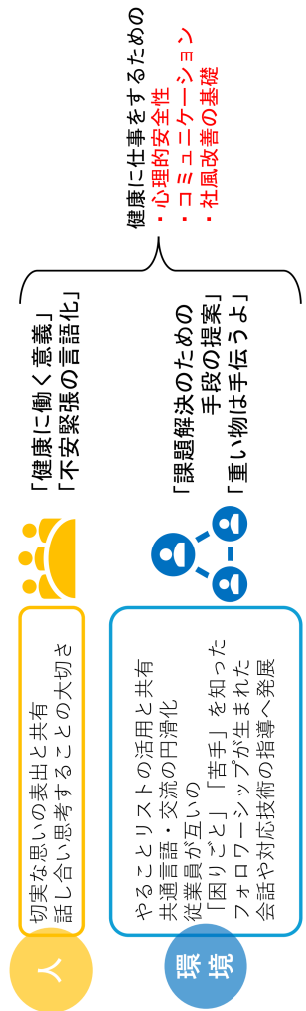 人
切実な思いの表出と共有
話し合い思考することの大切さ
「健康に働く意義」
「不安緊張の言語化」
環
境
やることリストの活用と共有
共通言語・交流の円滑化
従業員が互いの
「困りごと」「苦手」を知った
フォロワーシップが生まれた
会話や対応技術の指導へ発展
「課題解決のための
手段の提案」
「重い物は手伝うよ」
健康に仕事をするための
・心理的安全性
・コミュニケーション
・社風改善の基礎